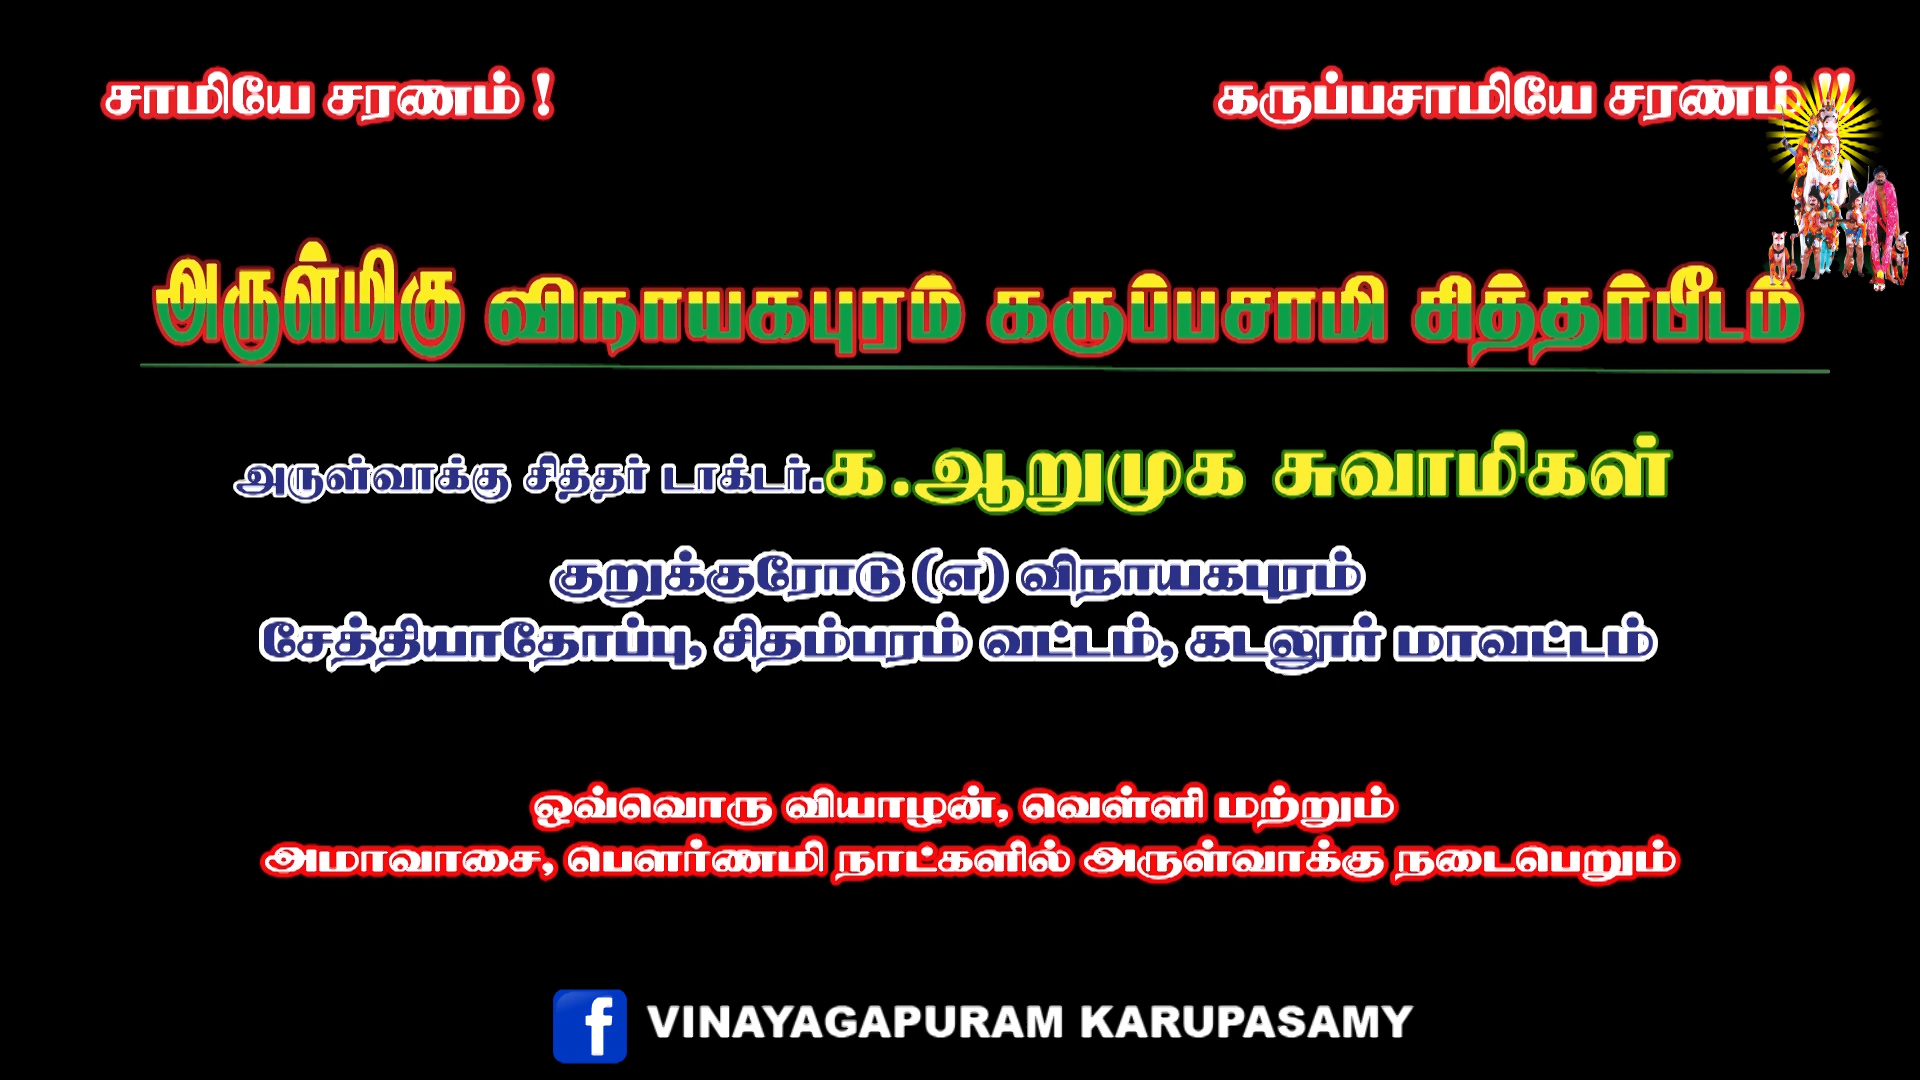 சாமியே சரணம் !
கருப்பசாமியே சரணம் !!
அருள்மிகு விநாயகபுரம் கருப்பசாமி சித்தர்பீடம்
அருள்வாக்கு சித்தர் டாக்டர்.க.ஆறுமுக சுவாமிகள்
குறுக்குரோடு (எ) விநாயகபுரம்
சேத்தியாதோப்பு, சிதம்பரம் வட்டம், கடலூர் மாவட்டம்
ஒவ்வொரு வியாழன், வெள்ளி மற்றும்
அமாவாசை, பெளர்ணமி நாட்களில் அருள்வாக்கு நடைபெறும்
f VINAYAGAPURAM KARUPASAMY